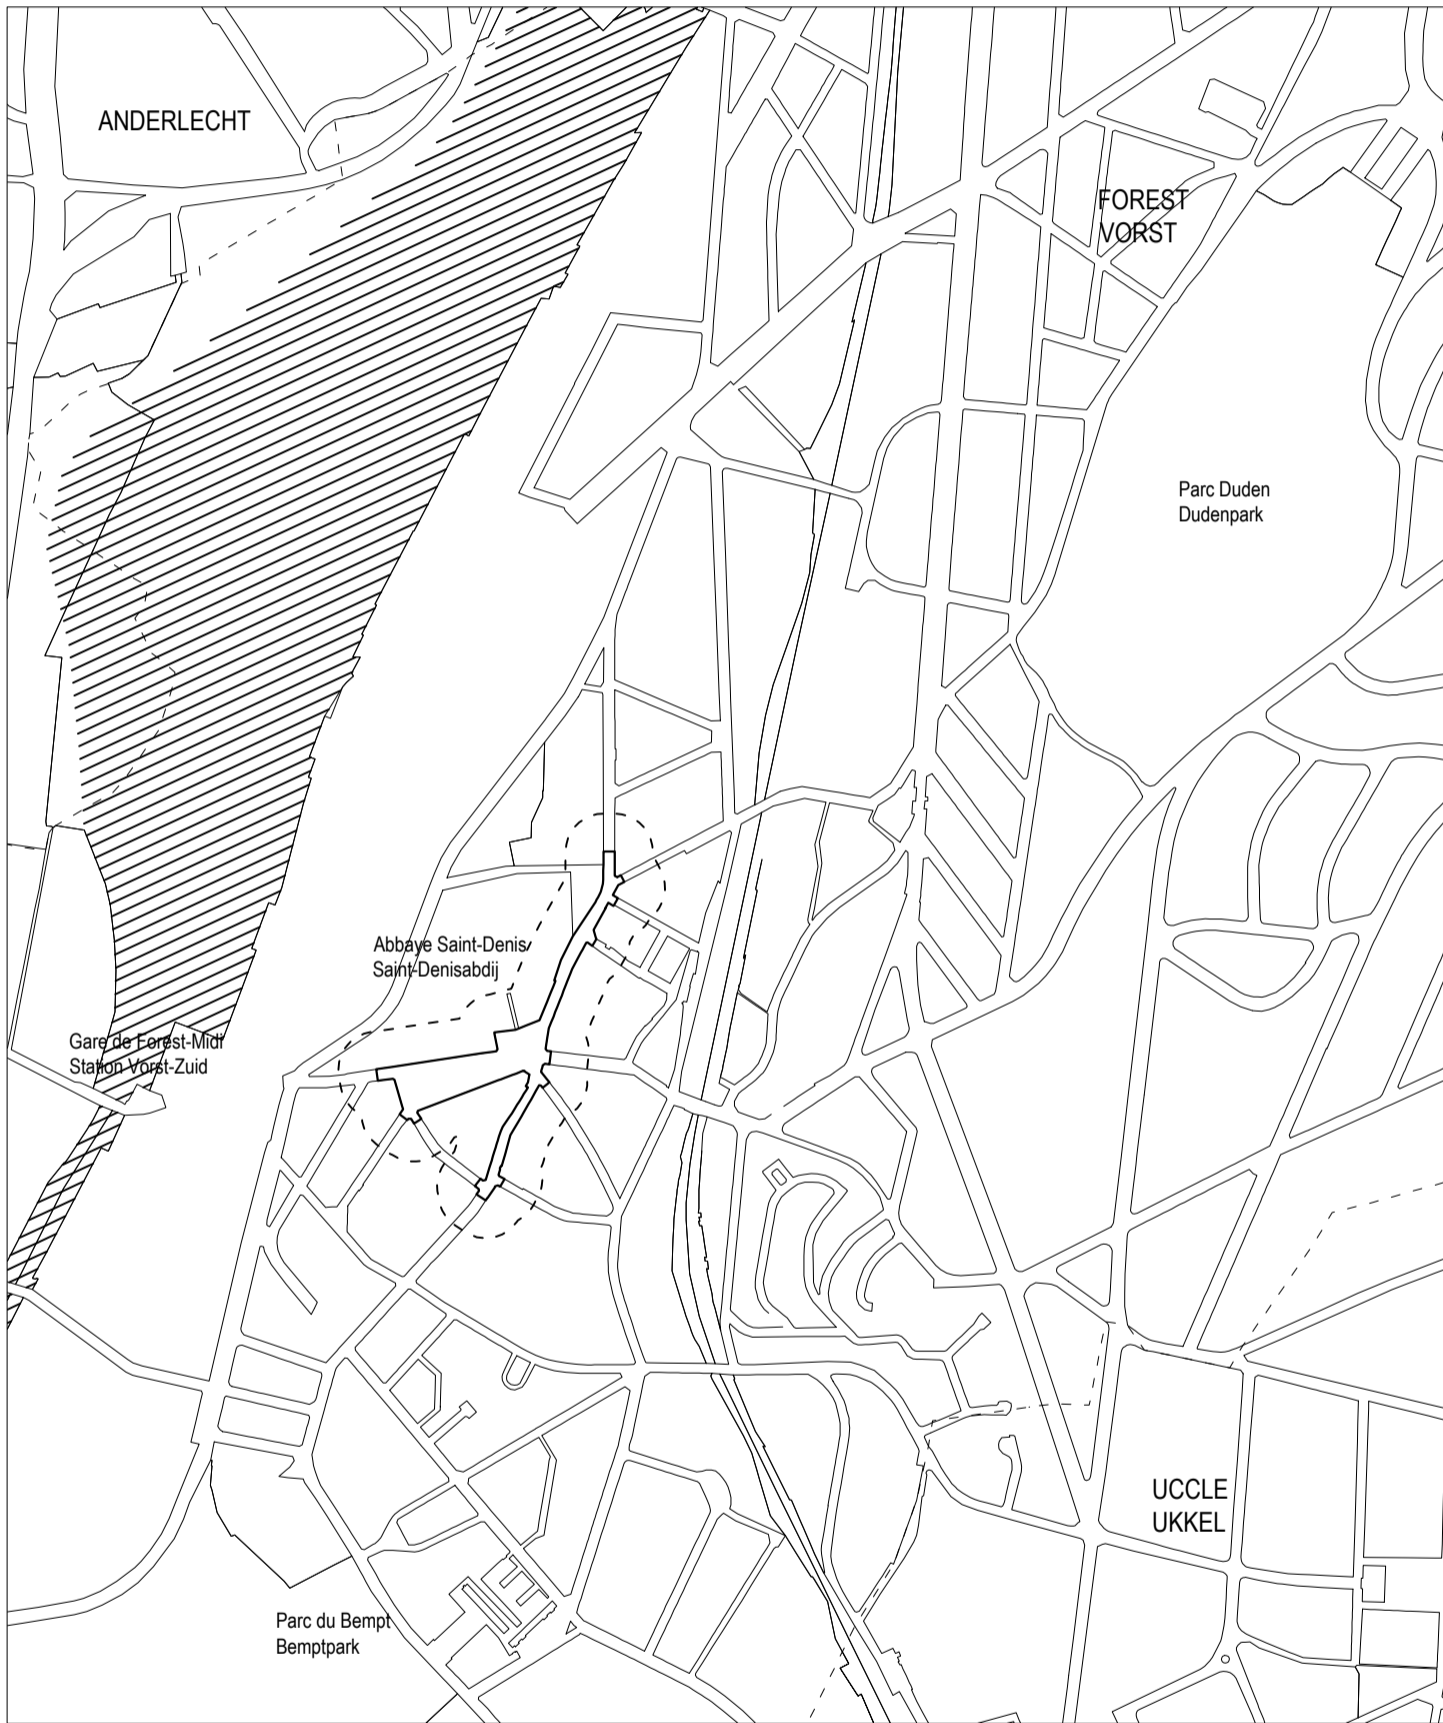 ANDERLECHT
FOREST
VORST
Parc Duden
Dudenpark
Abbaye Saint-Denis
Saint-Denisabdij
Gare de Forest-Midi
Station Vorst-Zuid
UCCLE
UKKEL
Parc du Bempt
Bemptpark